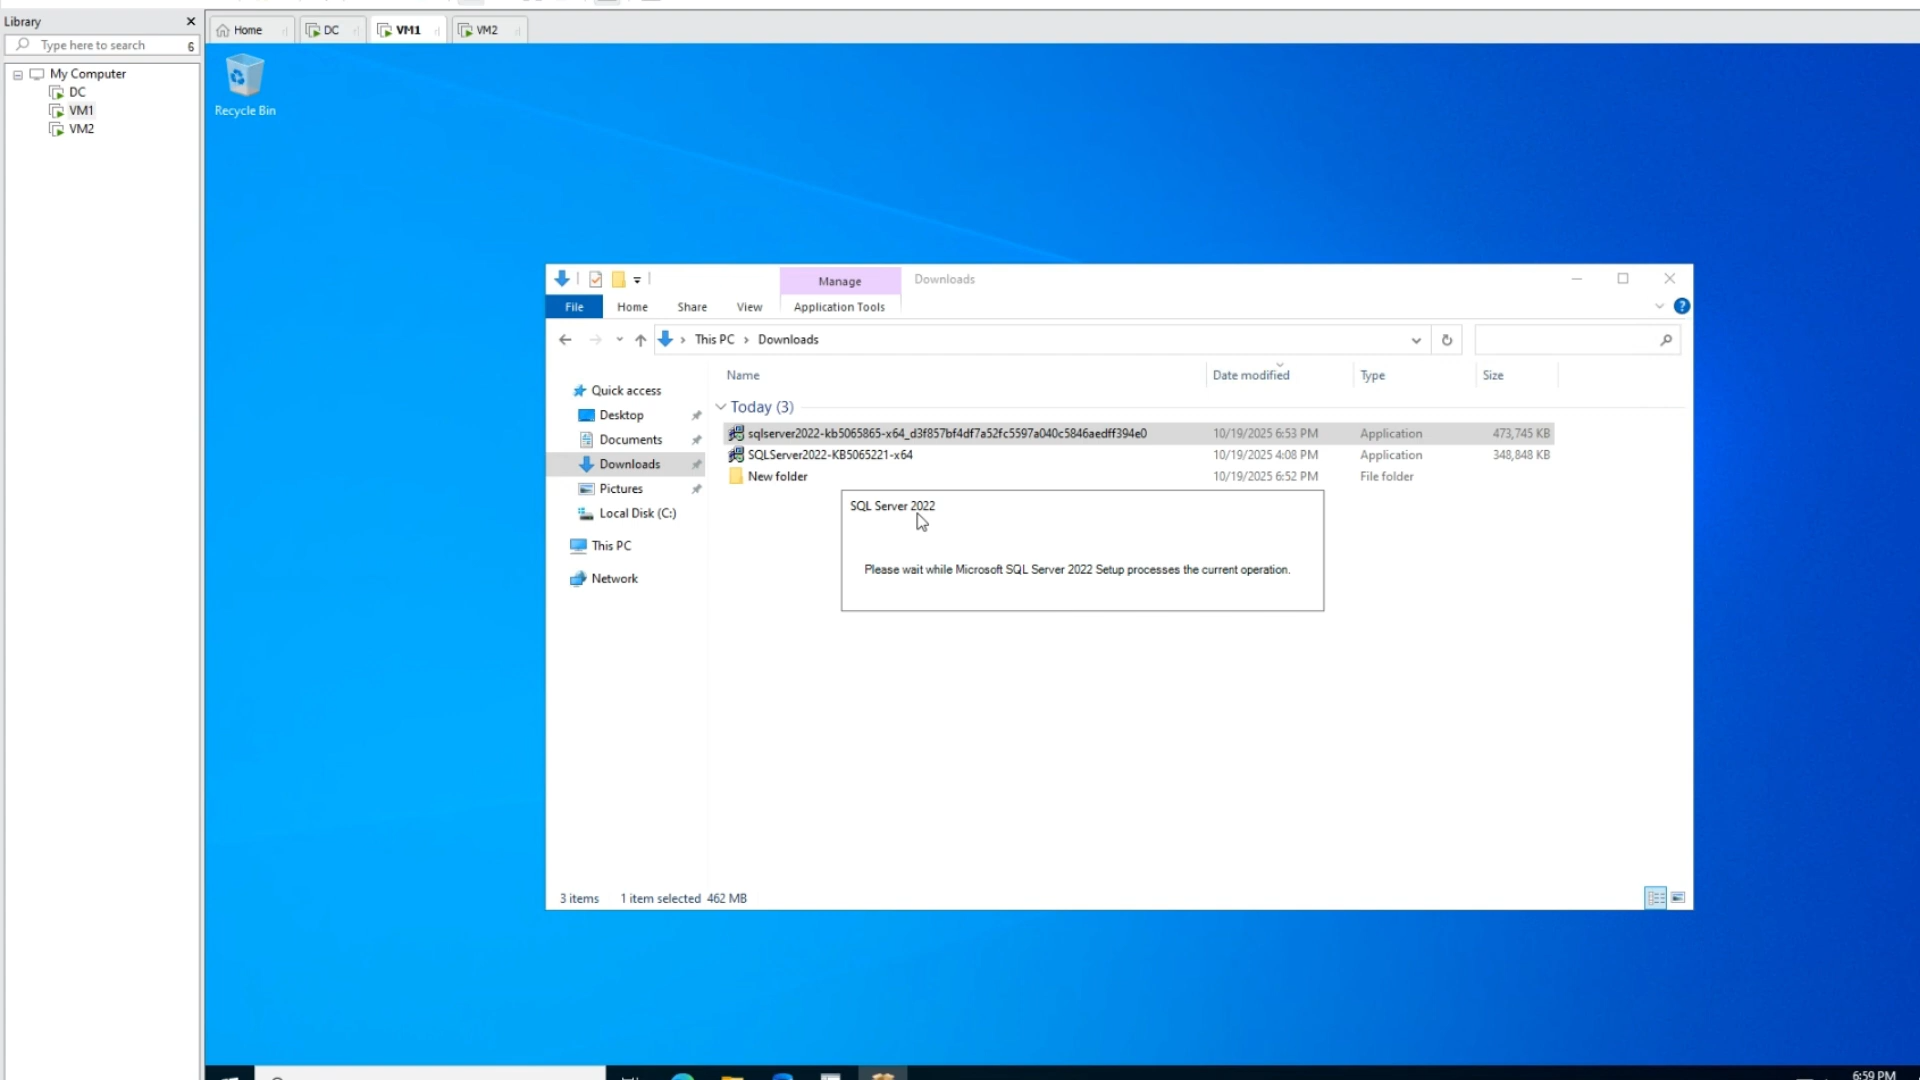 Library
Type here to search
6
My Computer
DC
VM1
VM2
Home
DC
VM1
VM2
Recycle Bin
Manage
Downloads
File
Home
Share
View
Application Tools
This PC > Downloads
Name
Date modified
Type
Size
Quick access
Desktop
Documents
Downloads
Pictures
Local Disk (C:)
This PC
Network
Today (3)
sqlserver2022-kb5065865-x64_d3f857bf4df7a52fc5597a040c5846aedff394e0 10/19/2025 6:53 PM Application 473,745 KB
SQLServer2022-KB5065221-x64 10/19/2025 4:08 PM Application 348,848 KB
New folder 10/19/2025 6:52 PM File folder
SQL Server 2022
Please wait while Microsoft SQL Server 2022 Setup processes the current operation.
3 items 1 item selected 462 MB
6:59 PM